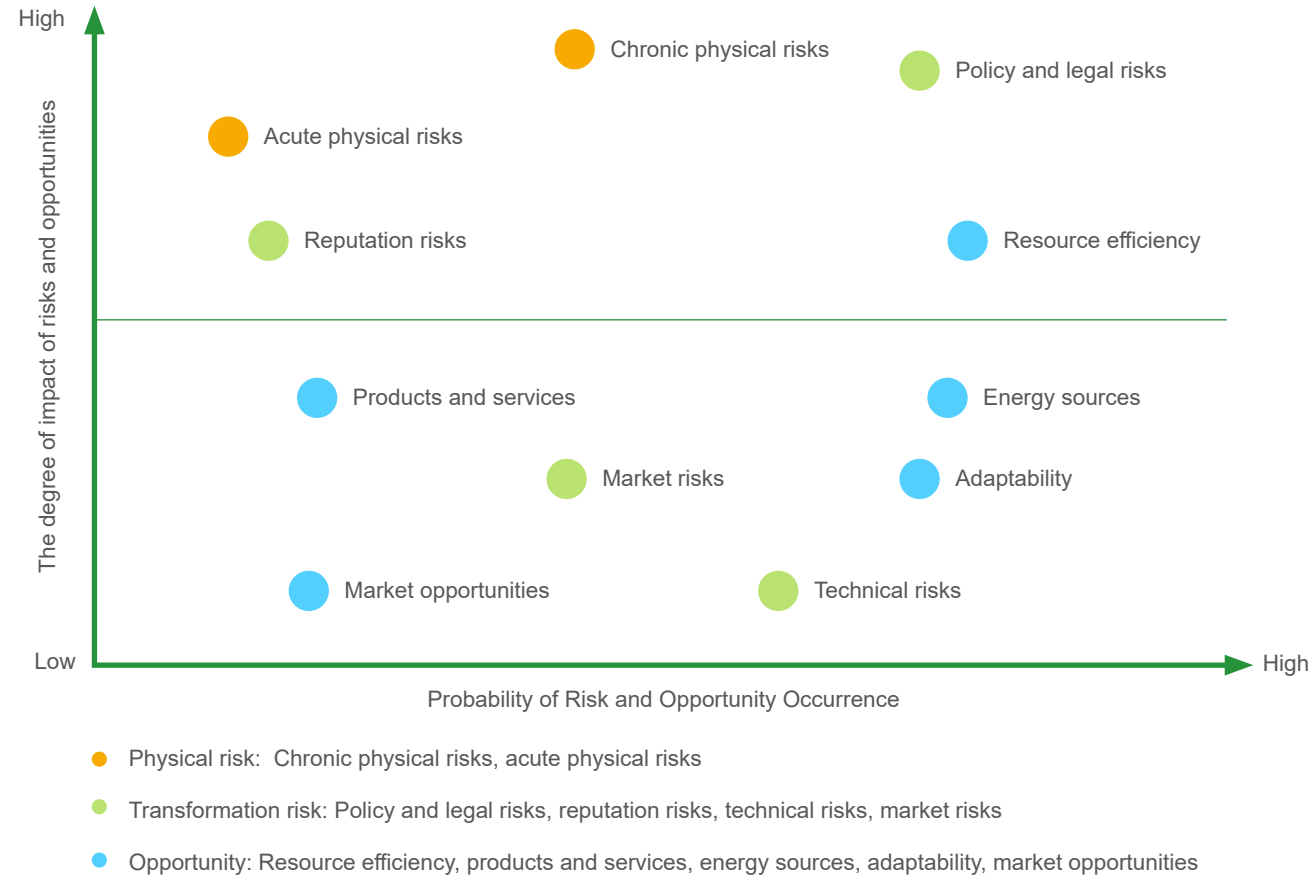 High
Chronic physical risks
Policy and legal risks
Acute physical risks
The degree of impact of risks and opportunities
Reputation risks
Resource efficiency
Products and services
Energy sources
Market risks
Adaptability
Market opportunities
Technical risks
Low
High
Probability of Risk and Opportunity Occurrence
Physical risk: Chronic physical risks, acute physical risks
Transformation risk: Policy and legal risks, reputation risks, technical risks, market risks
Opportunity: Resource efficiency, products and services, energy sources, adaptability, market opportunities